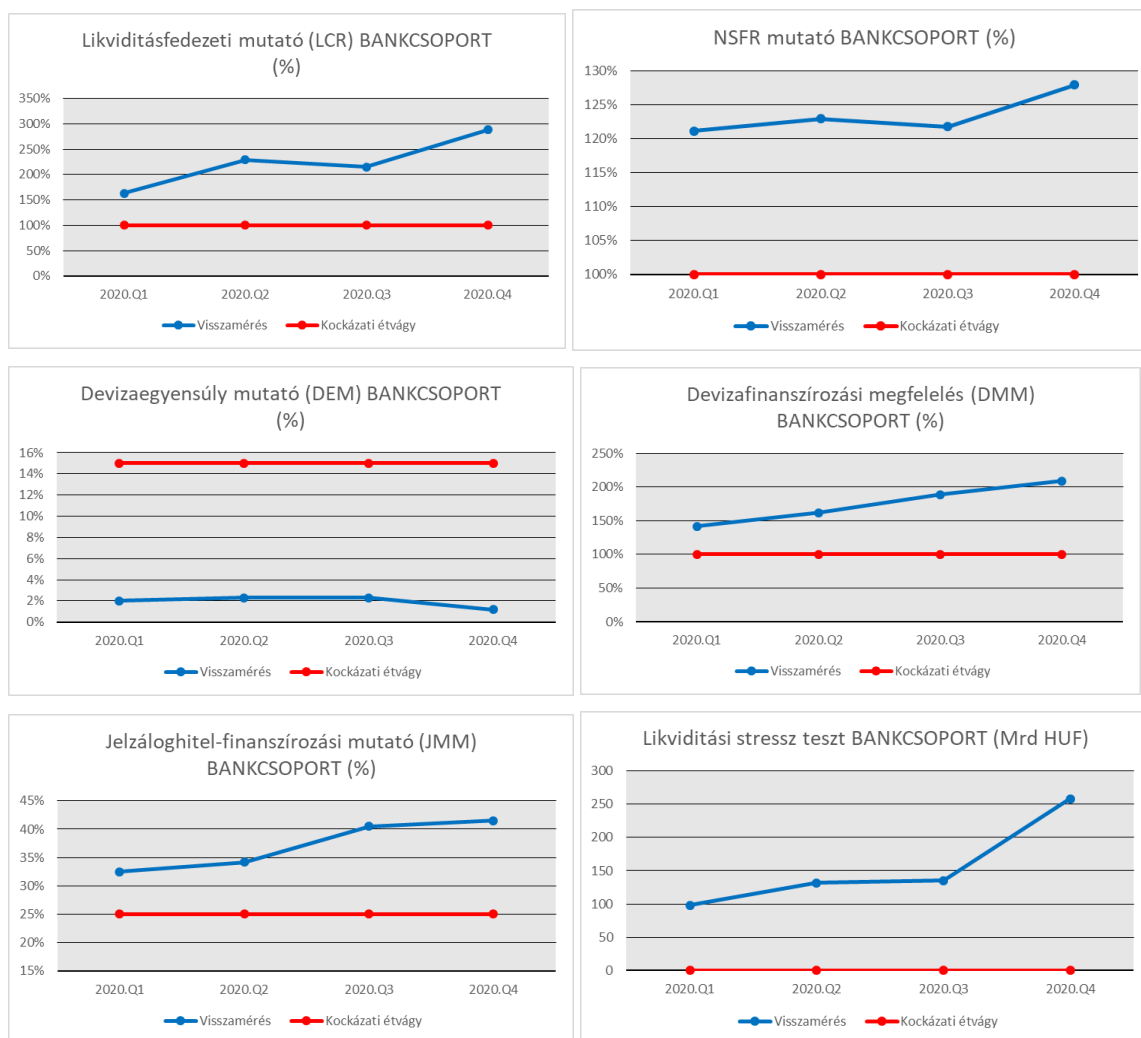 Likviditásfedezeti mutató (LCR) BANKCSOPORT
(%)
350%
300%
250%
200%
150%
100%
50%
0%
2020.Q1 2020.Q2 2020.Q3 2020.Q4
Visszamérés Kockázati étvágy
NSFR mutató BANKCSOPORT (%)
130%
125%
120%
115%
110%
105%
100%
2020.Q1 2020.Q2 2020.Q3 2020.Q4
Visszamérés Kockázati étvágy
Devizaegyensúly mutató (DEM) BANKCSOPORT
(%)
16%
14%
12%
10%
8%
6%
4%
2%
0%
2020.Q1 2020.Q2 2020.Q3 2020.Q4
Visszamérés Kockázati étvágy
Devizafinanszírozási megfelelés (DMM)
BANKCSOPORT (%)
250%
200%
150%
100%
50%
0%
2020.Q1 2020.Q2 2020.Q3 2020.Q4
Visszamérés Kockázati étvágy
Jelzáloghitel-finanszírozási mutató (JMM)
BANKCSOPORT (%)
45%
40%
35%
30%
25%
20%
15%
2020.Q1 2020.Q2 2020.Q3 2020.Q4
Visszamérés Kockázati étvágy
Likviditási stressz teszt BANKCSOPORT (Mrd HUF)
300
250
200
150
100
50
0
2020.Q1 2020.Q2 2020.Q3 2020.Q4
Visszamérés Kockázati étvágy